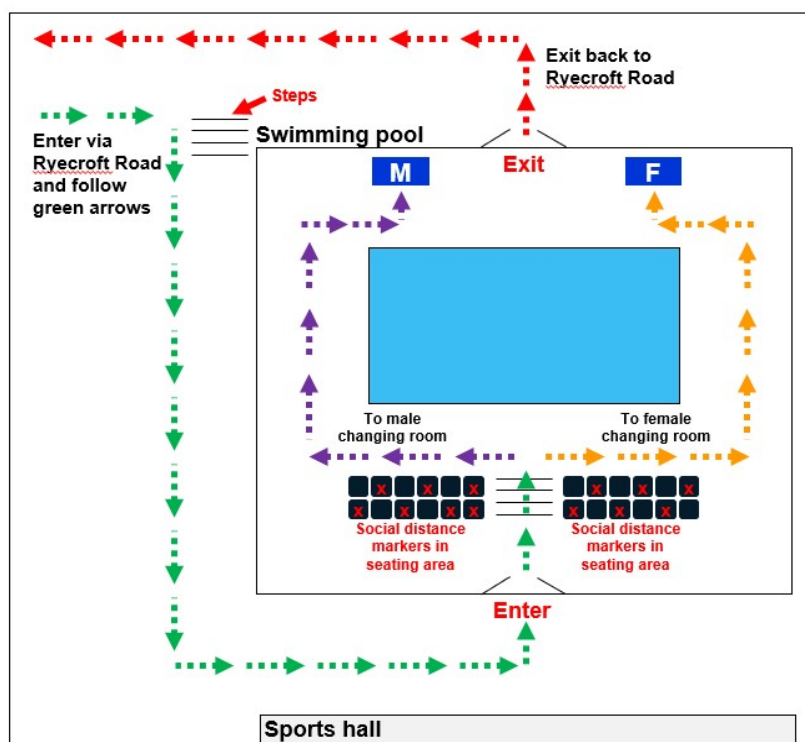 Exit back to
Ryecroft Road
Steps
Enter via
Ryecroft Road
and follow
green arrows
Swimming pool
Exit
M
F
To male
changing room
To female
changing room
x x x
x x x x
x x x
x x x
Social distance
markers in
seating area
Social distance
markers in
seating area
Enter
Sports hall